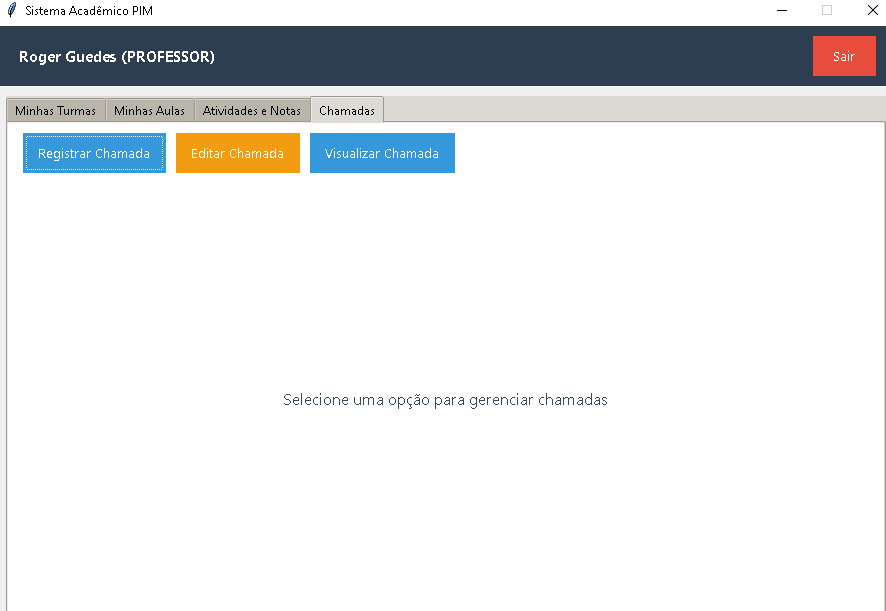 Sistema Acadêmico PIM
Roger Guedes (PROFESSOR)
Sair
Minhas Turmas
Minhas Aulas
Atividades e Notas
Chamadas
Registrar Chamada
Editar Chamada
Visualizar Chamada
Selecione uma opção para gerenciar chamadas